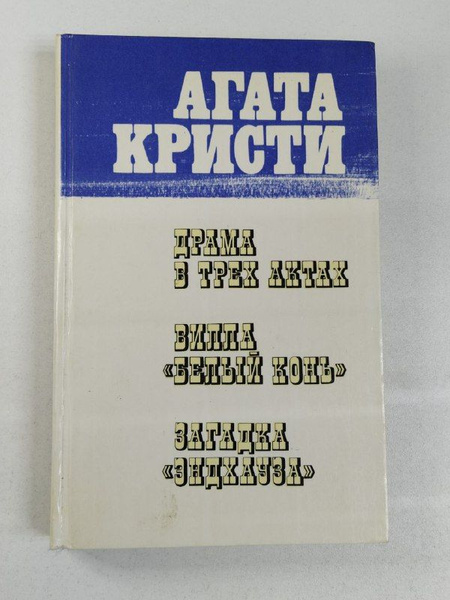 АГАТА
КРИСТИ
ДРАМА
В ТРЕХ АКТАХ
ВИЛЛА
«БЕЛЫЙ КОНЬ»
ЗАГАДКА
«ЭНДХАУЗА»